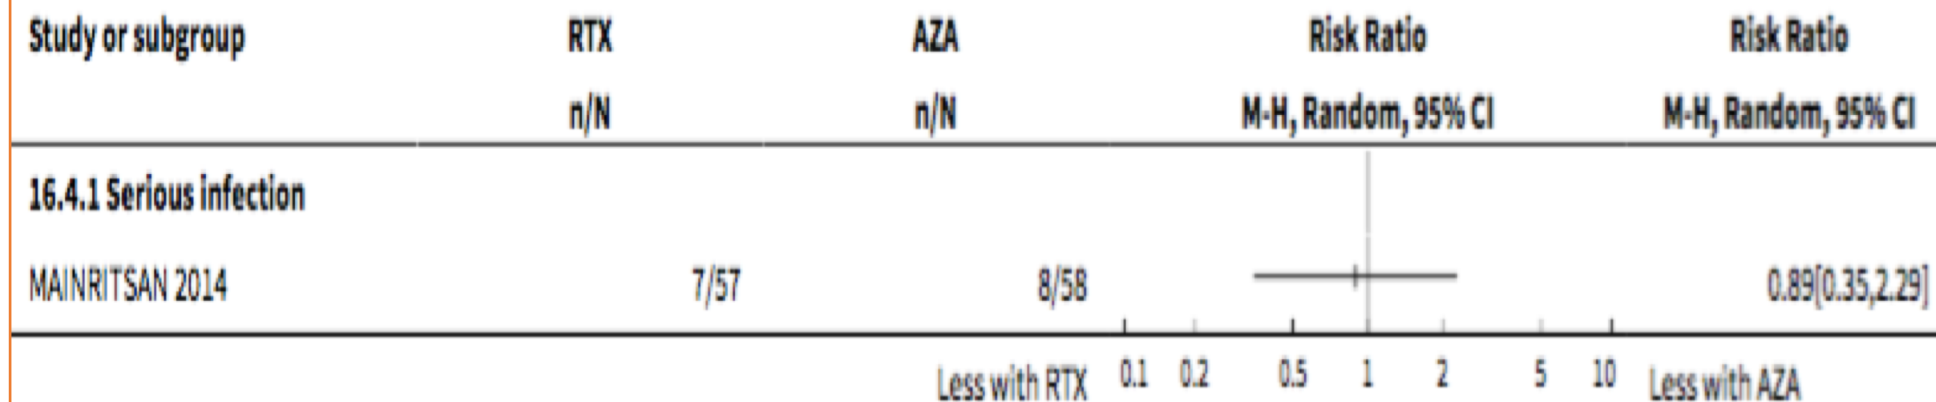 Study or subgroup RTX AZA Risk Ratio Risk Ratio
n/N n/N M-H, Random, 95% CI M-H, Random, 95% CI
16.4.1 Serious infection
MAINRITSAN 2014 7/57 8/58 0.89[0.35,2.29]
Less with RTX 0.1 0.2 0.5 1 2 5 10 Less with AZA